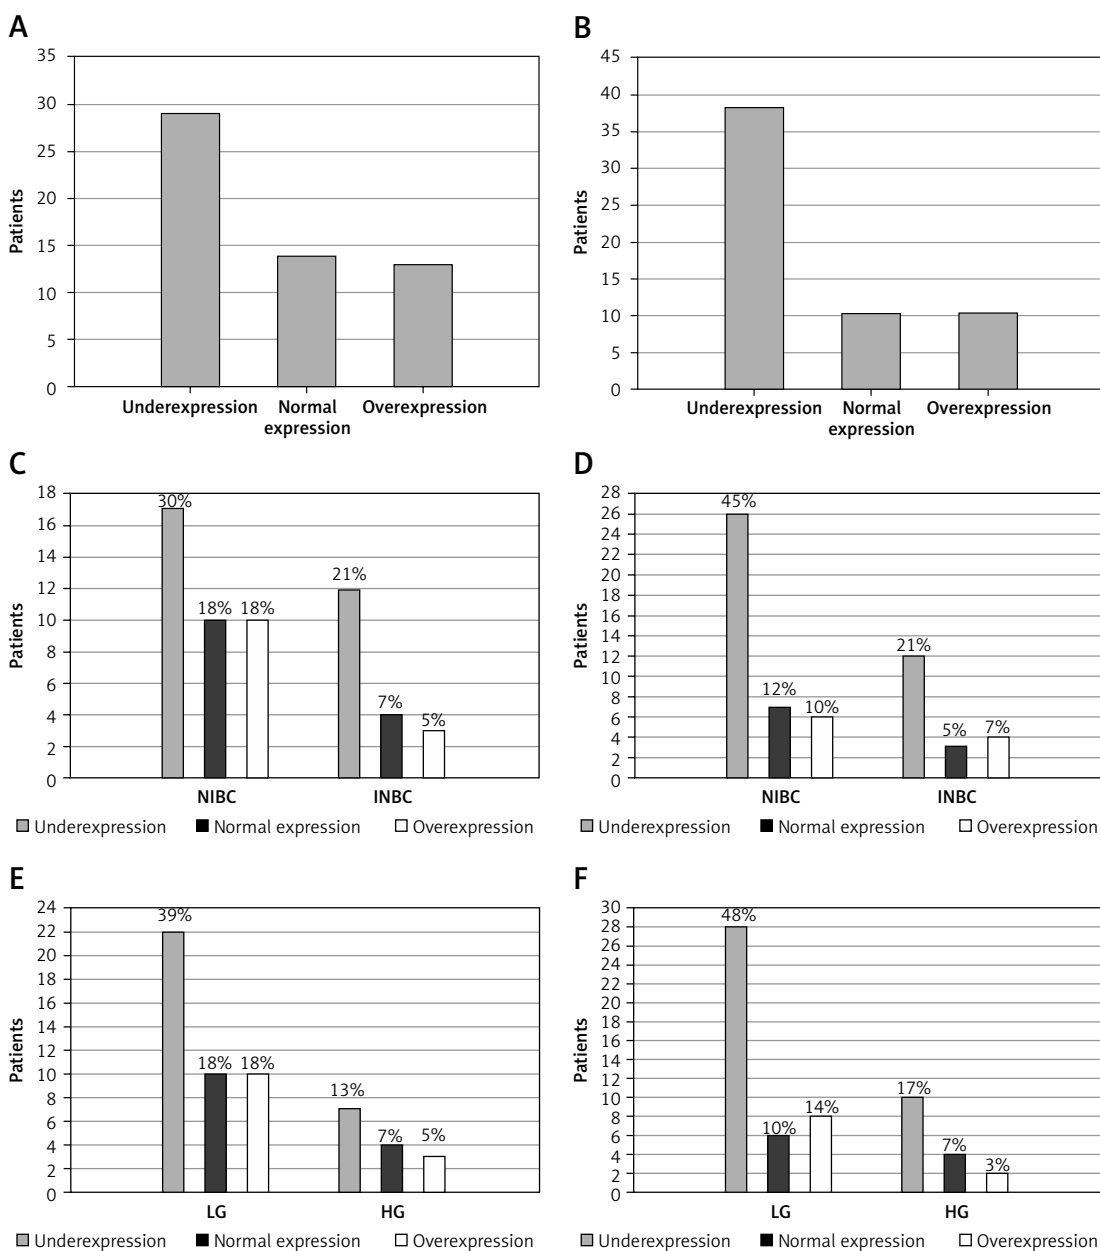 A
35
30
25
20
15
10
5
0
Patients
Underexpression
Normal
expression
Overexpression
B
45
40
35
30
25
20
15
10
5
0
Patients
Underexpression
Normal
expression
Overexpression
C
18
16
14
12
10
8
6
4
2
0
Patients
30%
18%
18%
21%
7%
5%
NIBC
INBC
Underexpression
Normal expression
Overexpression
D
28
26
24
22
20
18
16
14
12
10
8
6
4
2
0
Patients
45%
12%
10%
21%
5%
7%
NIBC
INBC
Underexpression
Normal expression
Overexpression
E
24
22
20
18
16
14
12
10
8
6
4
2
0
Patients
39%
18%
18%
13%
7%
5%
LG
HG
Underexpression
Normal expression
Overexpression
F
30
28
26
24
22
20
18
16
14
12
10
8
6
4
2
0
Patients
48%
10%
14%
17%
7%
3%
LG
HG
Underexpression
Normal expression
Overexpression